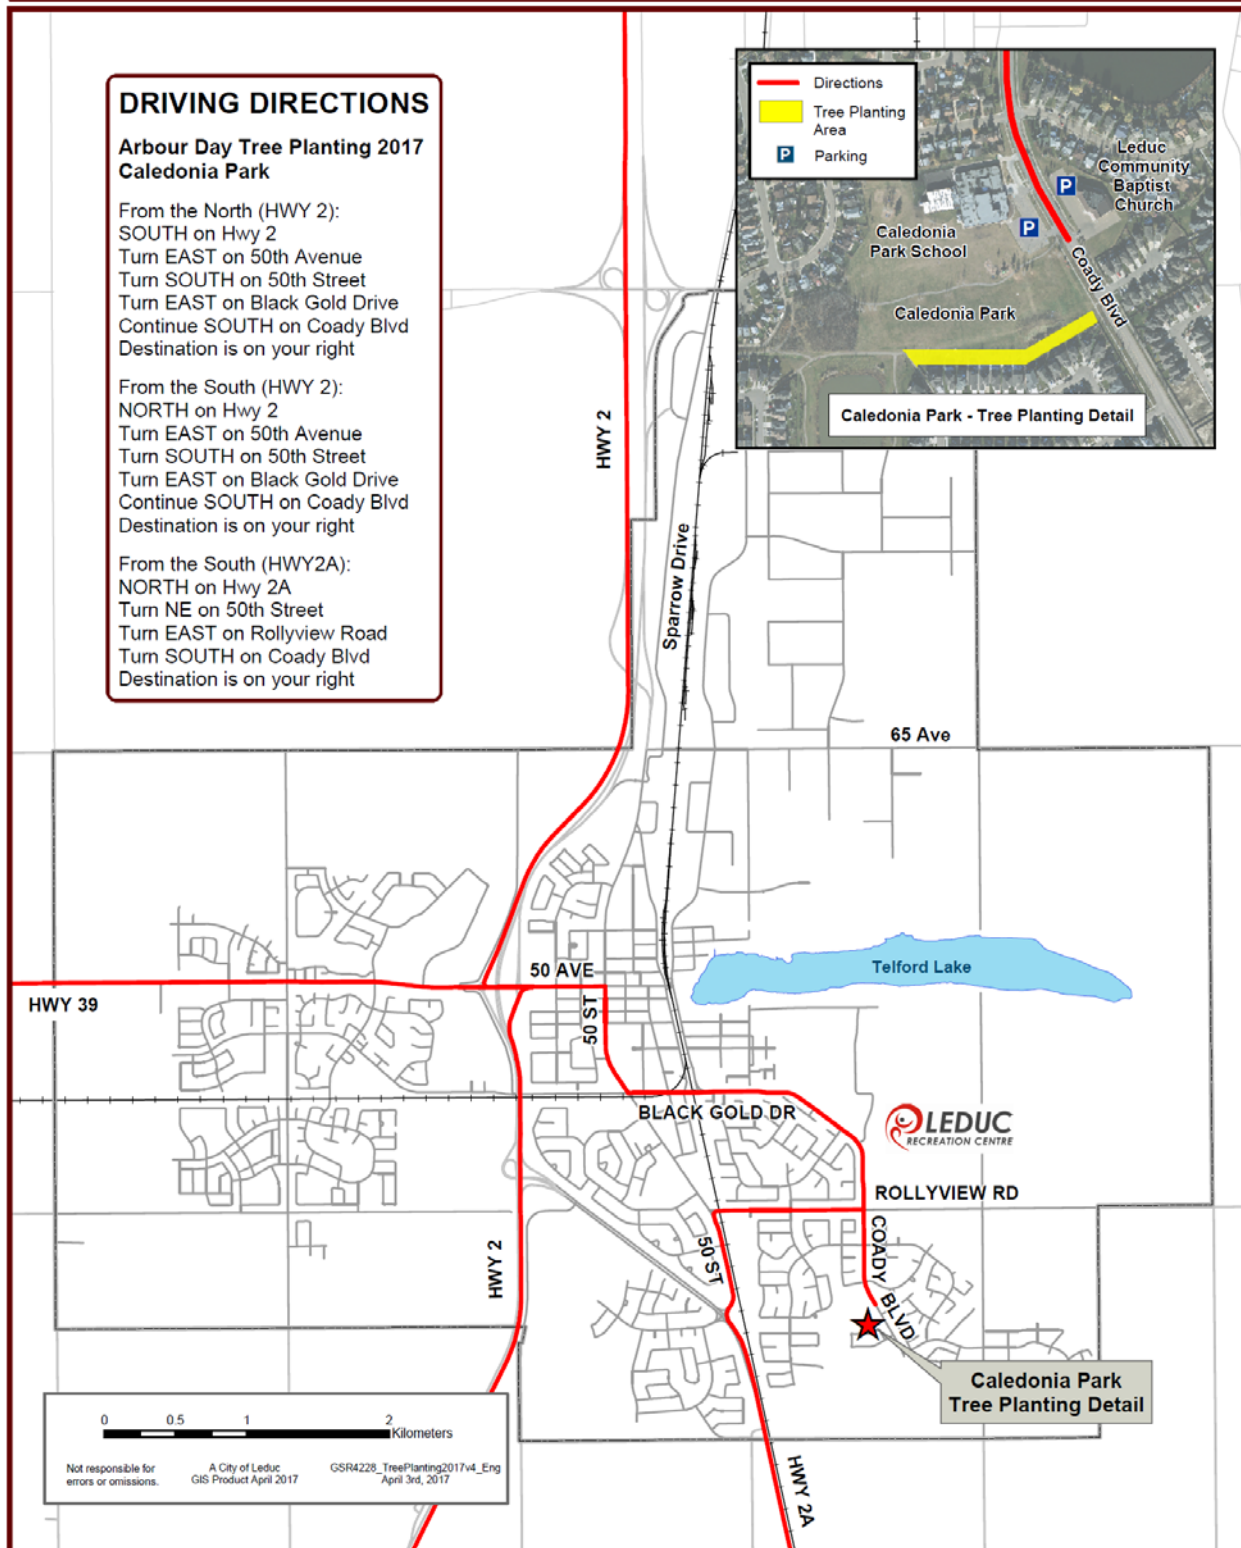 DRIVING DIRECTIONS
Arbour Day Tree Planting 2017
Caledonia Park
From the North (HWY 2):
SOUTH on Hwy 2
Turn EAST on 50th Avenue
Turn SOUTH on 50th Street
Turn EAST on Black Gold Drive
Continue SOUTH on Coady Blvd
Destination is on your right
From the South (HWY 2):
NORTH on Hwy 2
Turn EAST on 50th Avenue
Turn SOUTH on 50th Street
Turn EAST on Black Gold Drive
Continue SOUTH on Coady Blvd
Destination is on your right
From the South (HWY2A):
NORTH on Hwy 2A
Turn NE on 50th Street
Turn EAST on Rollyview Road
Turn SOUTH on Coady Blvd
Destination is on your right
Directions
Tree Planting
Area
P Parking
Leduc
Community
Baptist
Church
P
P
Caledonia
Park School
Coady Blvd
Caledonia Park
Caledonia Park - Tree Planting Detail
HWY 2
Sparrow Drive
65 Ave
Telford Lake
50 AVE
HWY 39
50 ST
BLACK GOLD DR
LEDUC
RECREATION CENTRE
ROLLYVIEW RD
COADY BLVD
50 ST
HWY 2
Caledonia Park
Tree Planting Detail
HWY 2A
0 0.5 1 2
Kilometers
Not responsible for
errors or omissions.
A City of Leduc
GIS Product April 2017
GSR4228_TreePlanting2017v4_Eng
April 3rd, 2017